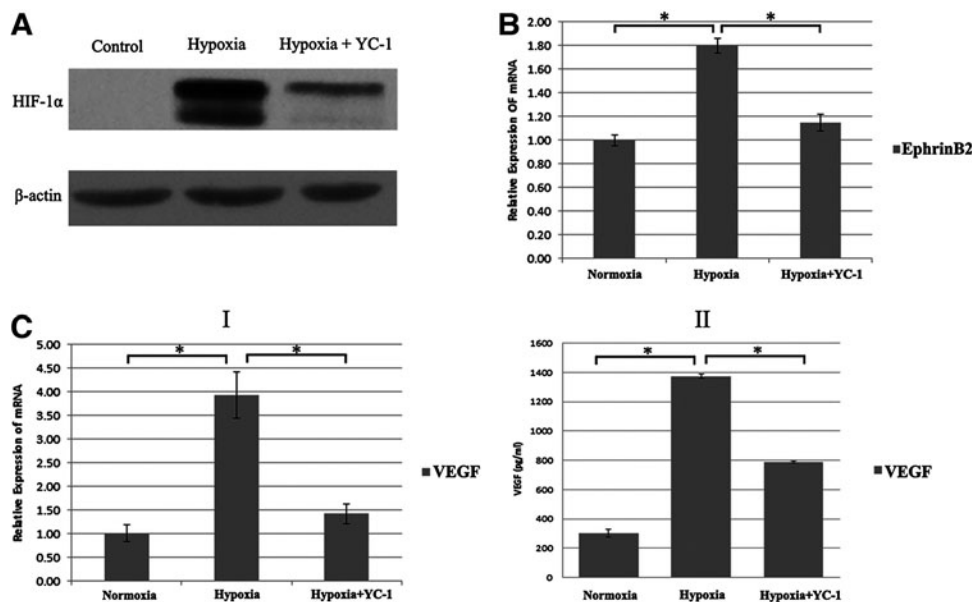 A
Control Hypoxia Hypoxia + YC-1
HIF-1α
β-actin
B
Relative Expression OF mRNA
2.00
1.80
1.60
1.40
1.20
1.00
0.80
0.60
0.40
0.20
0.00
* *
Normoxia Hypoxia Hypoxia+YC-1
EphrinB2
C
I
Relative Expression of mRNA
5.00
4.50
4.00
3.50
3.00
2.50
2.00
1.50
1.00
0.50
0.00
* *
Normoxia Hypoxia Hypoxia+YC-1
VEGF
II
VEGF (pg/ml)
1600
1400
1200
1000
800
600
400
200
0
* *
Normoxia Hypoxia Hypoxia+YC-1
VEGF